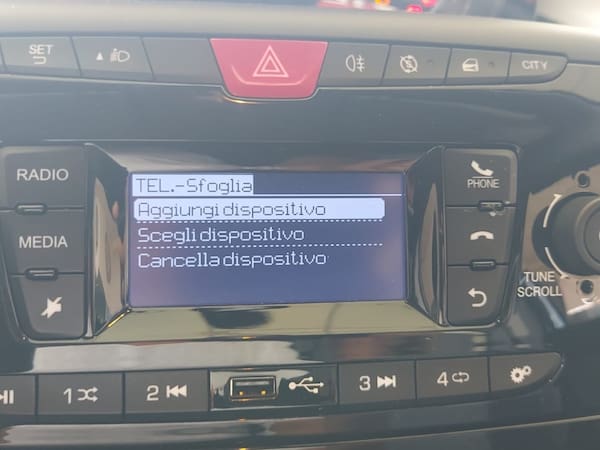 SET
CITY
RADIO
MEDIA
TEL.-Sfoglia
Aggiungi dispositivo
Scegli dispositivo
Cancella dispositivo
PHONE
TUNE
SCROLL
1
2
3
4